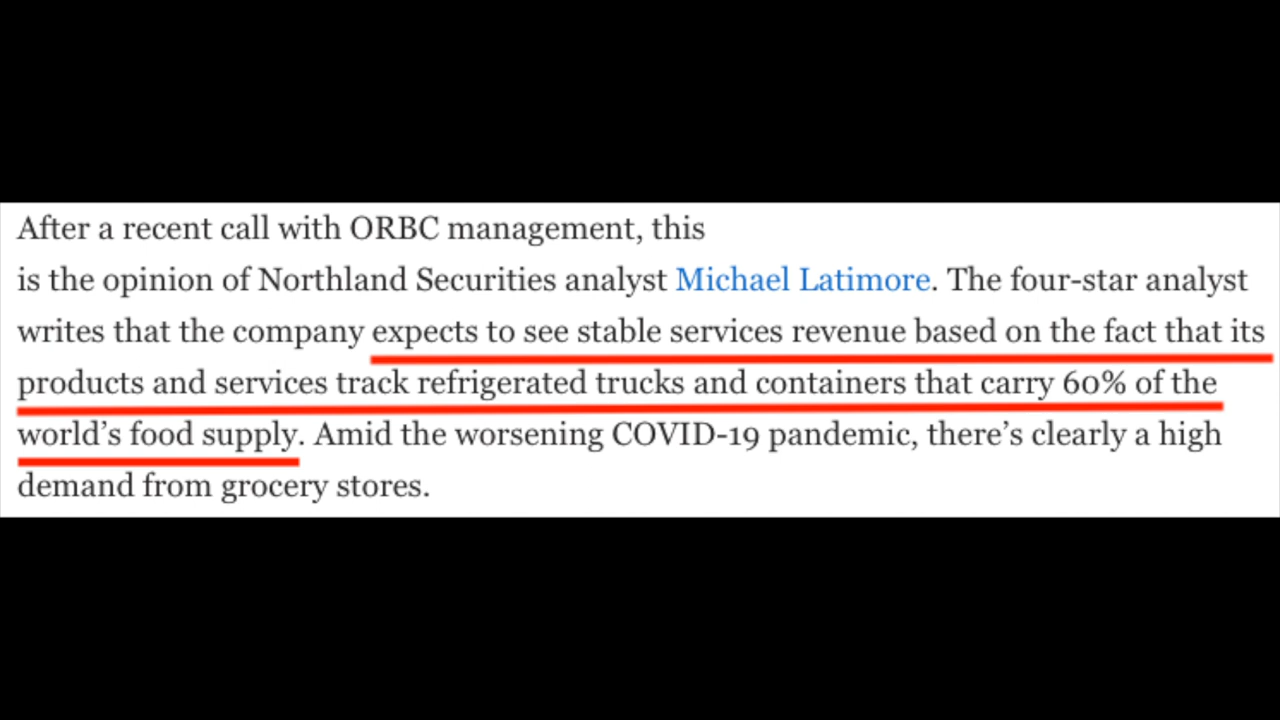 After a recent call with ORBC management, this
is the opinion of Northland Securities analyst Michael Latimore. The four-star analyst
writes that the company expects to see stable services revenue based on the fact that its
products and services track refrigerated trucks and containers that carry 60% of the
world’s food supply. Amid the worsening COVID-19 pandemic, there’s clearly a high
demand from grocery stores.